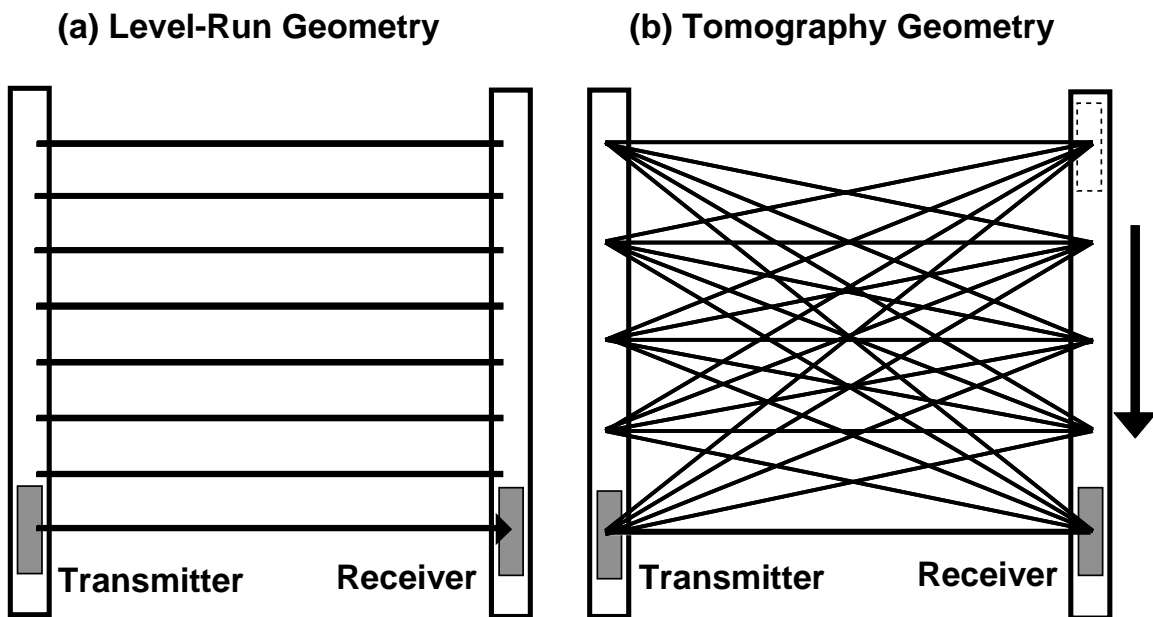 (a) Level-Run Geometry
(b) Tomography Geometry
Transmitter
Receiver
Transmitter
Receiver